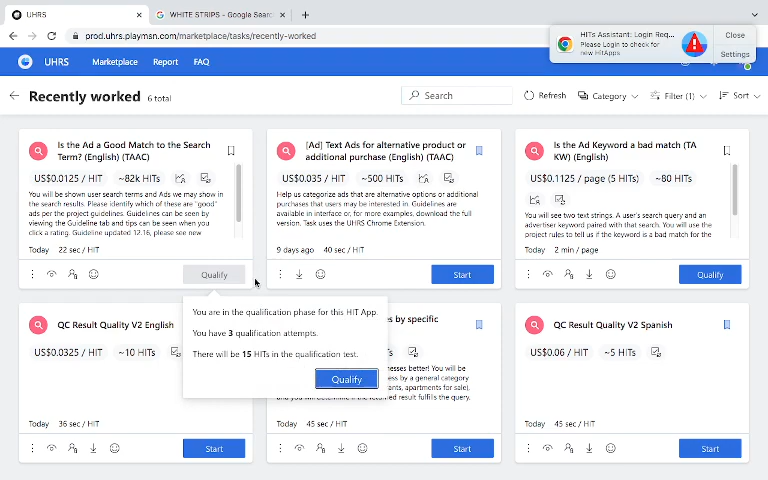 UHRS
WHITE STRIPS - Google Searc
prod.uhrs.playmsn.com/marketplace/tasks/recently-worked
HITs Assistant: Login Req...
Please Login to check for
new HitApps
Close
Settings
UHRS
Marketplace
Report
FAQ
Recently worked
6 total
Search
Refresh
Category
Filter (1)
Sort
Is the Ad a Good Match to the Search
Term? (English) (TAAC)
US$0.0125 / HIT
~82k HITs
You will be shown user search terms and Ads we may show in
the search results. Please identify which of these are "good"
ads per the project guidelines. Guidelines can be seen by
viewing the Guideline tab and tips can be seen when you
click a rating. Guideline updated 12.16, please see new
Today
22 sec / HIT
Qualify
[Ad] Text Ads for alternative product or
additional purchase (English) (TAAC)
US$0.035 / HIT
~500 HITs
Help us categorize ads that are alternative options or additional
purchases that users may be interested in. Guidelines are
available in interface or, for more examples, download the full
version. Task uses the UHRS Chrome Extension.
9 days ago
40 sec / HIT
Start
Is the Ad Keyword a bad match (TA
KW) (English)
US$0.1125 / page (5 HITs)
~80 HITs
You will see two text strings. A user's search query and an
advertiser keyword paired with that search. You will use the
project rules to tell us if the keyword is a bad match for the
Today
2 min / page
Qualify
You are in the qualification phase for this HIT App.
You have 3 qualification attempts.
There will be 15 HITs in the qualification test.
Qualify
QC Result Quality V2 English
US$0.0325 / HIT
~10 HITs
Today
36 sec / HIT
Start
es by specific
nesses better! You will be
ess by a general category
ants, apartments for sale),
and you will determine if the returned result fulfills the query.
Today
45 sec / HIT
Start
QC Result Quality V2 Spanish
US$0.06 / HIT
~5 HITs
Today
45 sec / HIT
Start